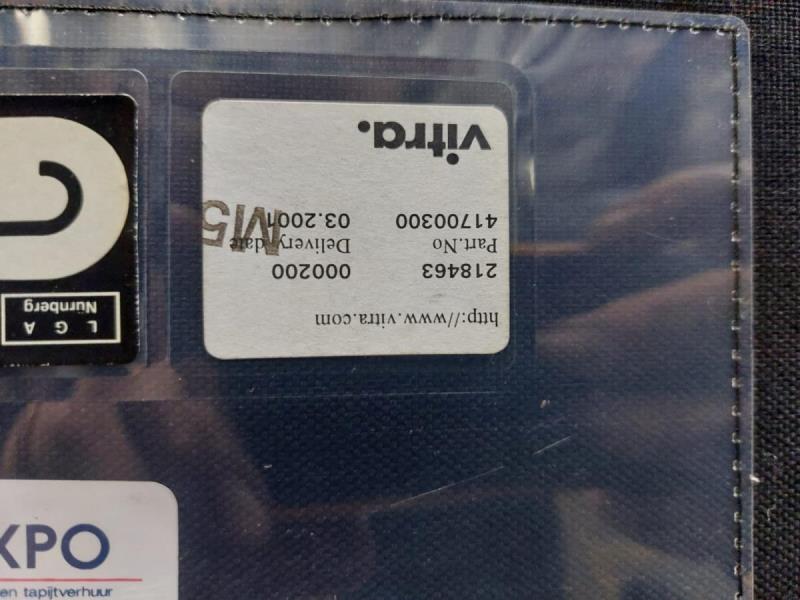 http://www.vitra.com
218463 000200
Part.No Delivery date
41700300 03.2001
M5
vitra.
L G A
Nürnberg
XPO
en tapijtverhuur